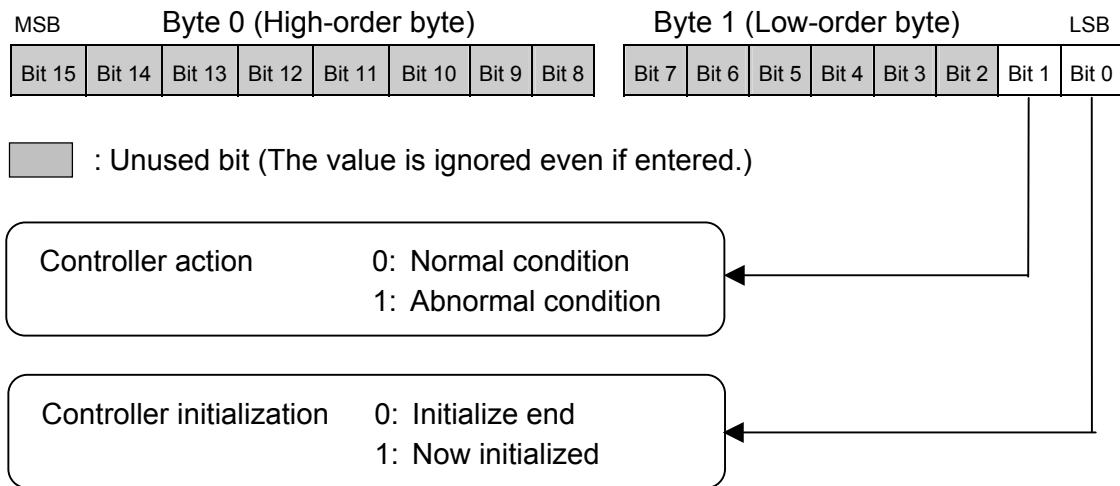 MSB Byte 0 (High-order byte) Byte 1 (Low-order byte) LSB
Bit 15 Bit 14 Bit 13 Bit 12 Bit 11 Bit 10 Bit 9 Bit 8 Bit 7 Bit 6 Bit 5 Bit 4 Bit 3 Bit 2 Bit 1 Bit 0
: Unused bit (The value is ignored even if entered.)
Controller action 0: Normal condition
1: Abnormal condition
Controller initialization 0: Initialize end
1: Now initialized